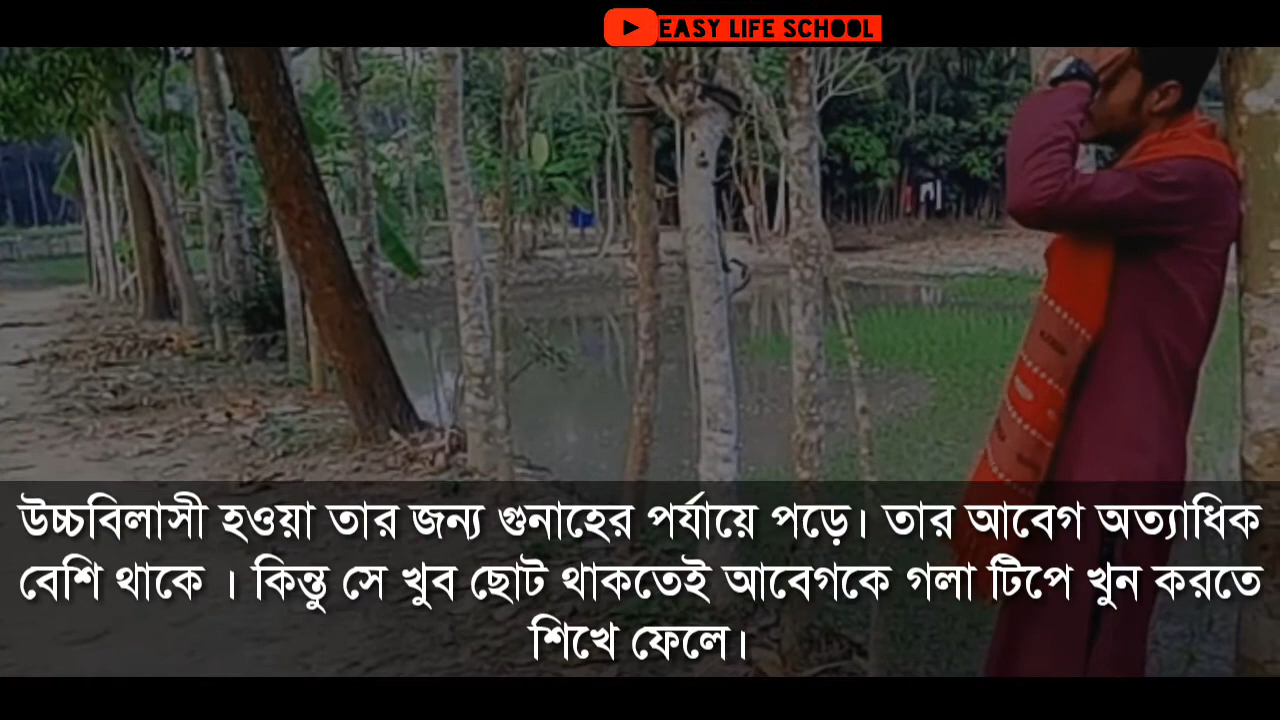 EASY LIFE SCHOOL
উচ্চবিলাসী হওয়া তার জন্য গুনাহের পর্যায়ে পড়ে। তার আবেগ অত্যাধিক
বেশি থাকে । কিন্তু সে খুব ছোট থাকতেই আবেগকে গলা টিপে খুন করতে
শিখে ফেলে।